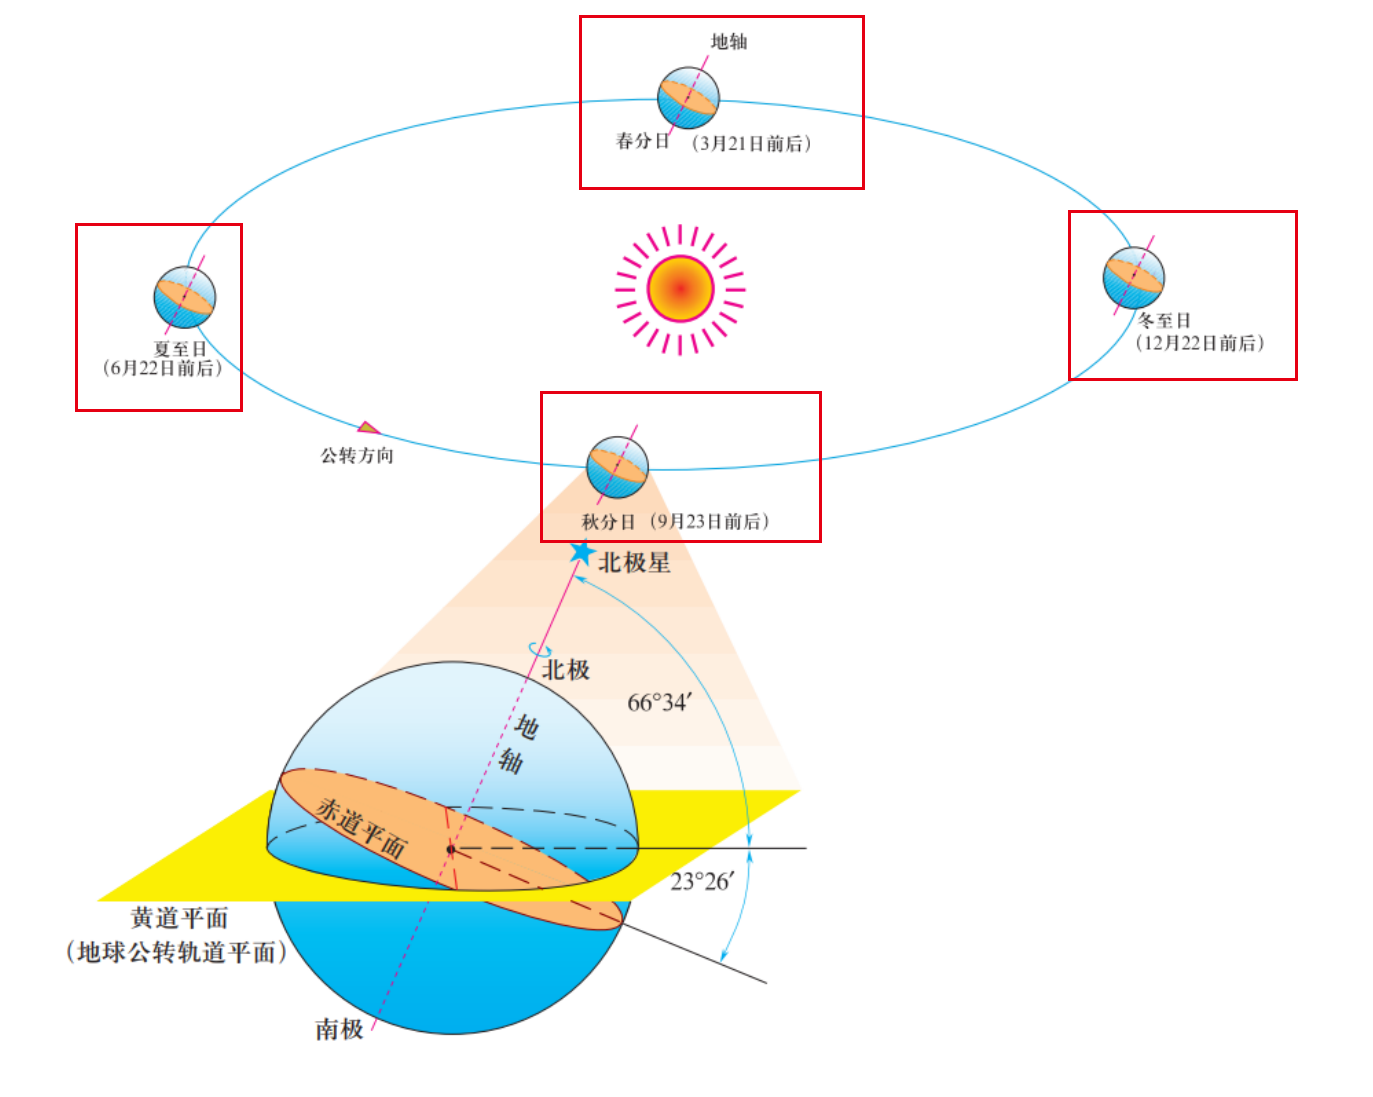 地轴
春分日（3月21日前后）
夏至日
（6月22日前后）
冬至日
（12月22日前后）
公转方向
秋分日（9月23日前后）
北极星
北极
66°34′
地
轴
赤道平面
23°26′
黄道平面
（地球公转轨道平面）
南极